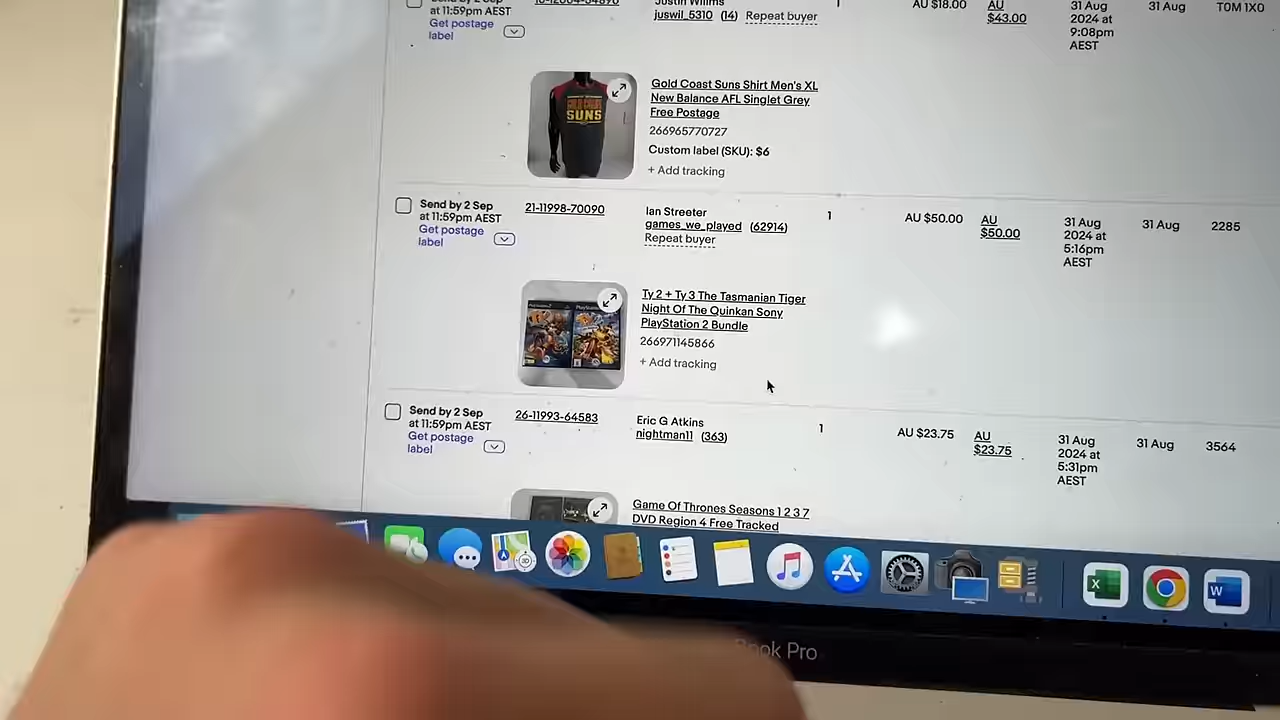 at 11:59pm AEST
Get postage
label
juswil_5310 (14) Repeat buyer
AU $18.00
AU
$43.00
31 Aug
2024 at
9:08pm
AEST
31 Aug
T0M 1X0
GOLD COAST
SUNS
Gold Coast Suns Shirt Men's XL
New Balance AFL Singlet Grey
Free Postage
266965770727
Custom label (SKU): $6
+ Add tracking
Send by 2 Sep
at 11:59pm AEST
Get postage
label
21-11998-70090
Ian Streeter
games_we_played (62914)
Repeat buyer
1
AU $50.00
AU
$50.00
31 Aug
2024 at
5:16pm
AEST
31 Aug
2285
Ty 2 + Ty 3 The Tasmanian Tiger
Night Of The Quinkan Sony
PlayStation 2 Bundle
266971145866
+ Add tracking
Send by 2 Sep
at 11:59pm AEST
Get postage
label
26-11993-64583
Eric G Atkins
nightman11 (363)
1
AU $23.75
AU
$23.75
31 Aug
2024 at
5:31pm
AEST
31 Aug
3564
Game Of Thrones Seasons 1 2 3 7
DVD Region 4 Free Tracked
Book Pro